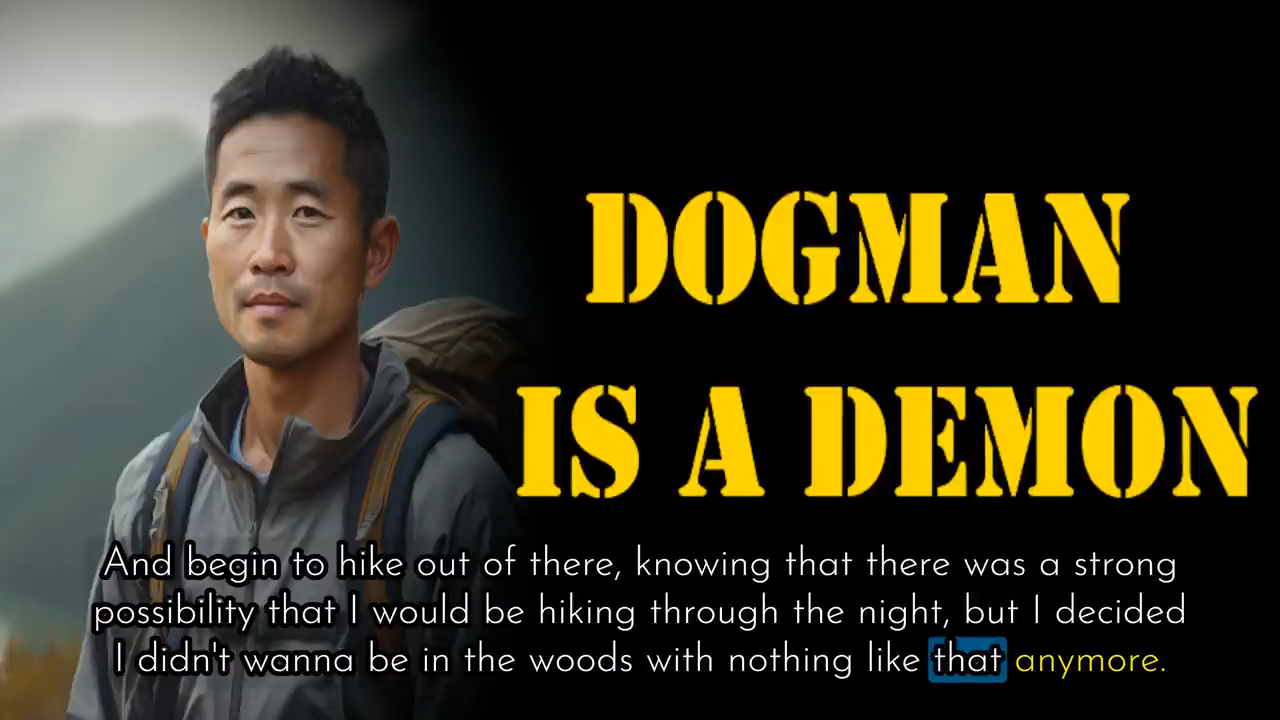 DOGMAN
IS A DEMON
And begin to hike out of there, knowing that there was a strong
possibility that I would be hiking through the night, but I decided
I didn't wanna be in the woods with nothing like that anymore.